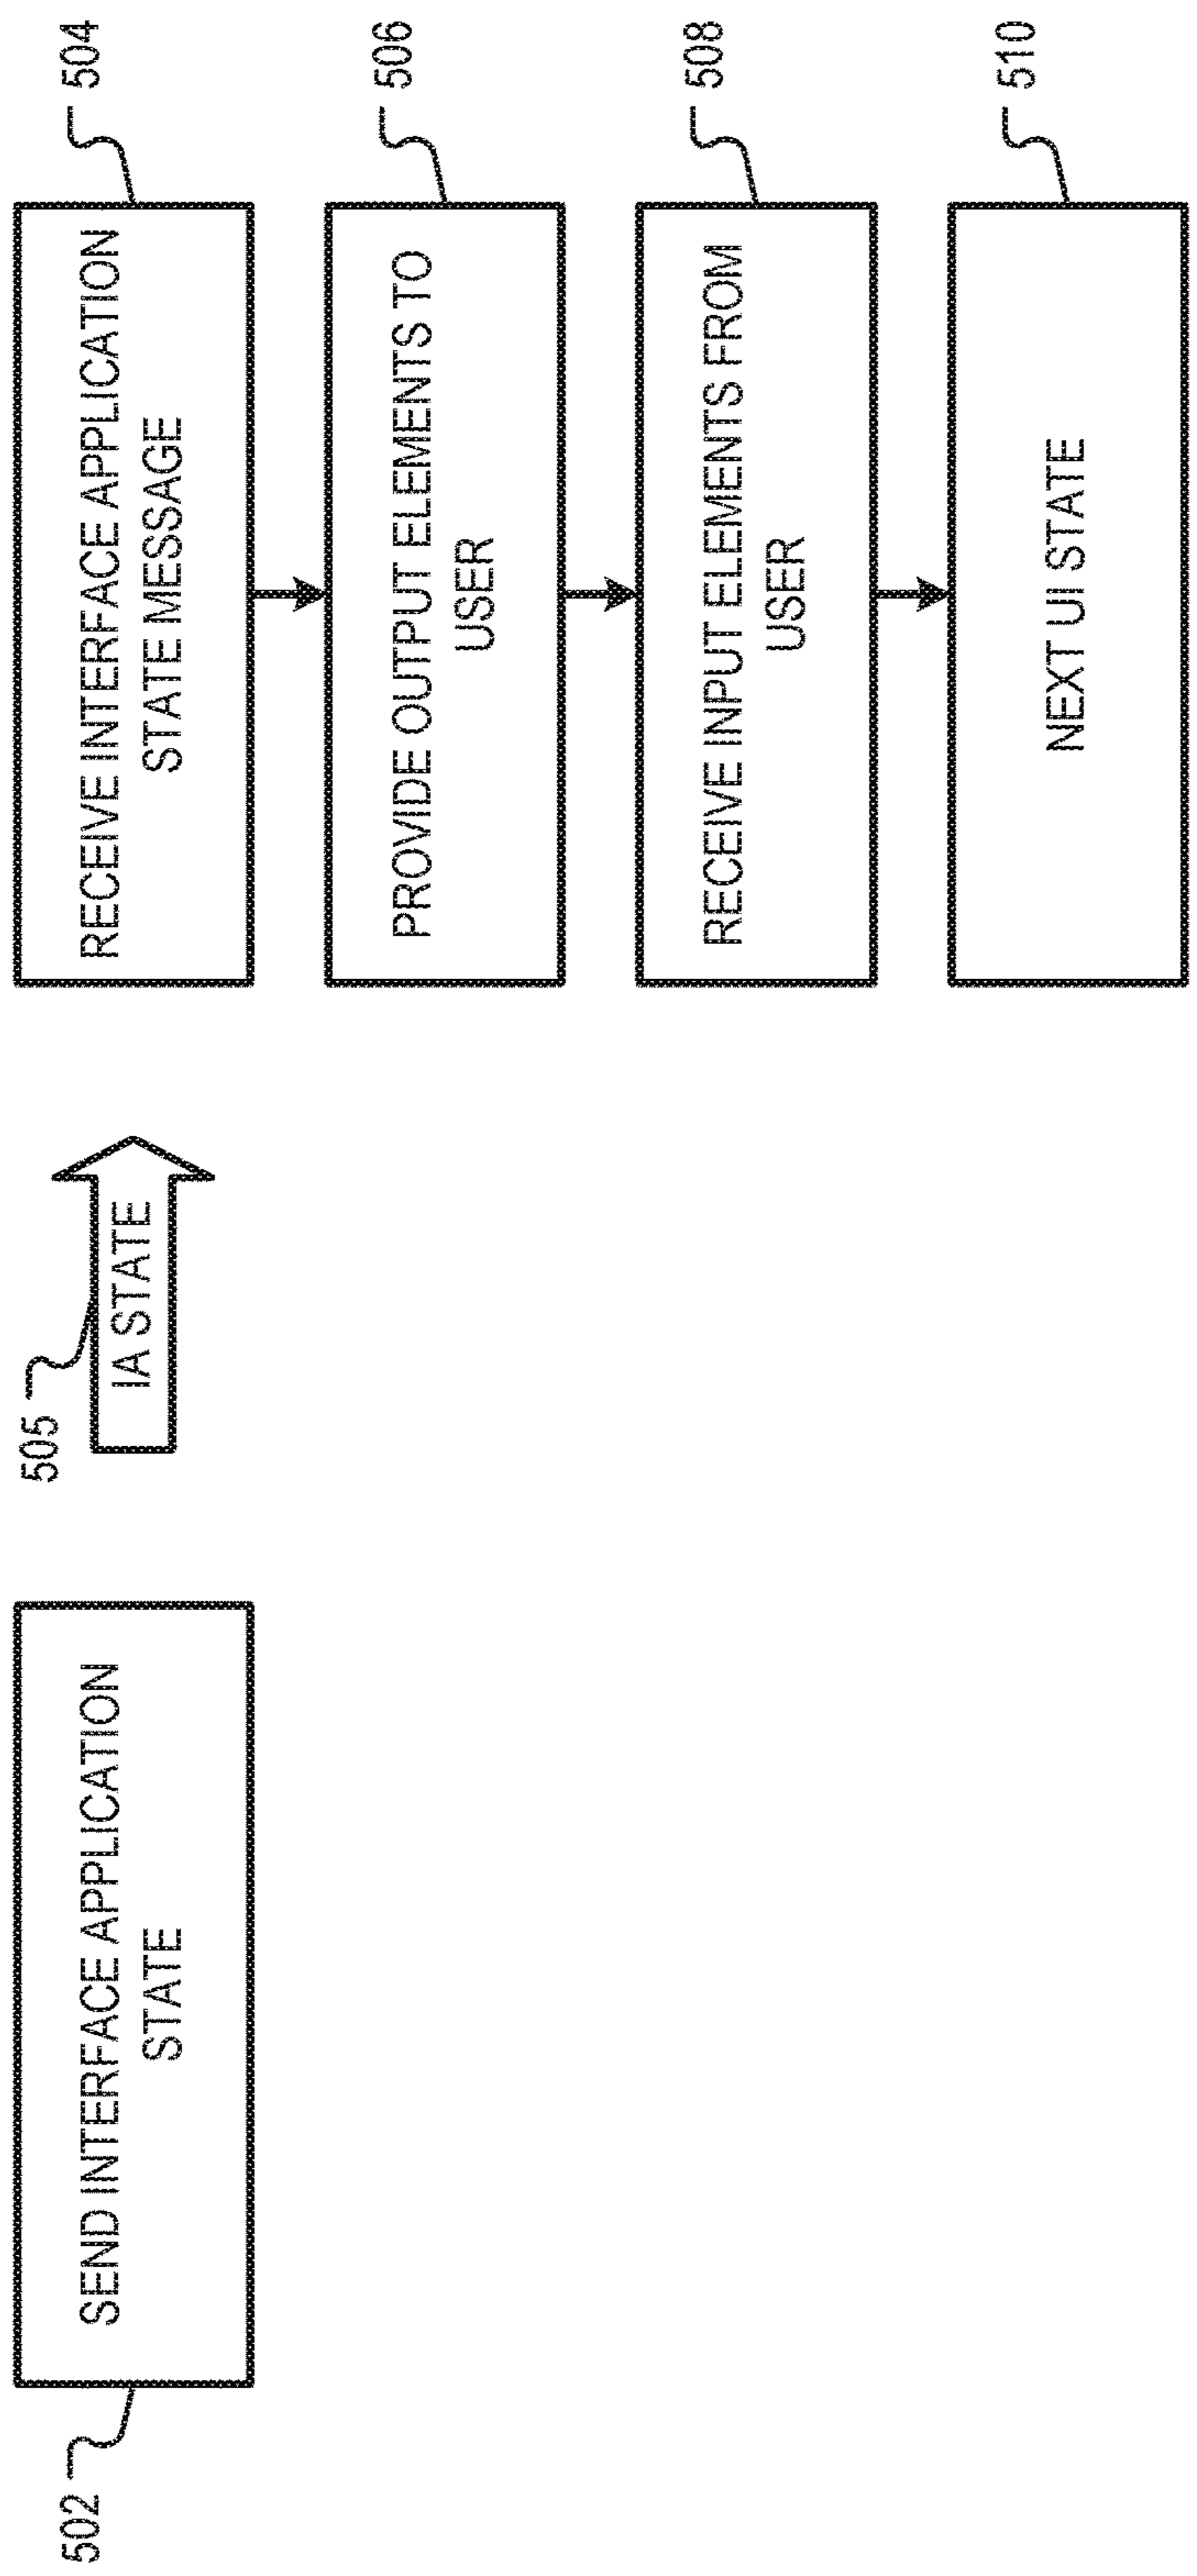 502
SEND INTERFACE APPLICATION
STATE
505
IA STATE
504
RECEIVE INTERFACE APPLICATION
STATE MESSAGE
506
PROVIDE OUTPUT ELEMENTS TO
USER
508
RECEIVE INPUT ELEMENTS FROM
USER
510
NEXT UI STATE